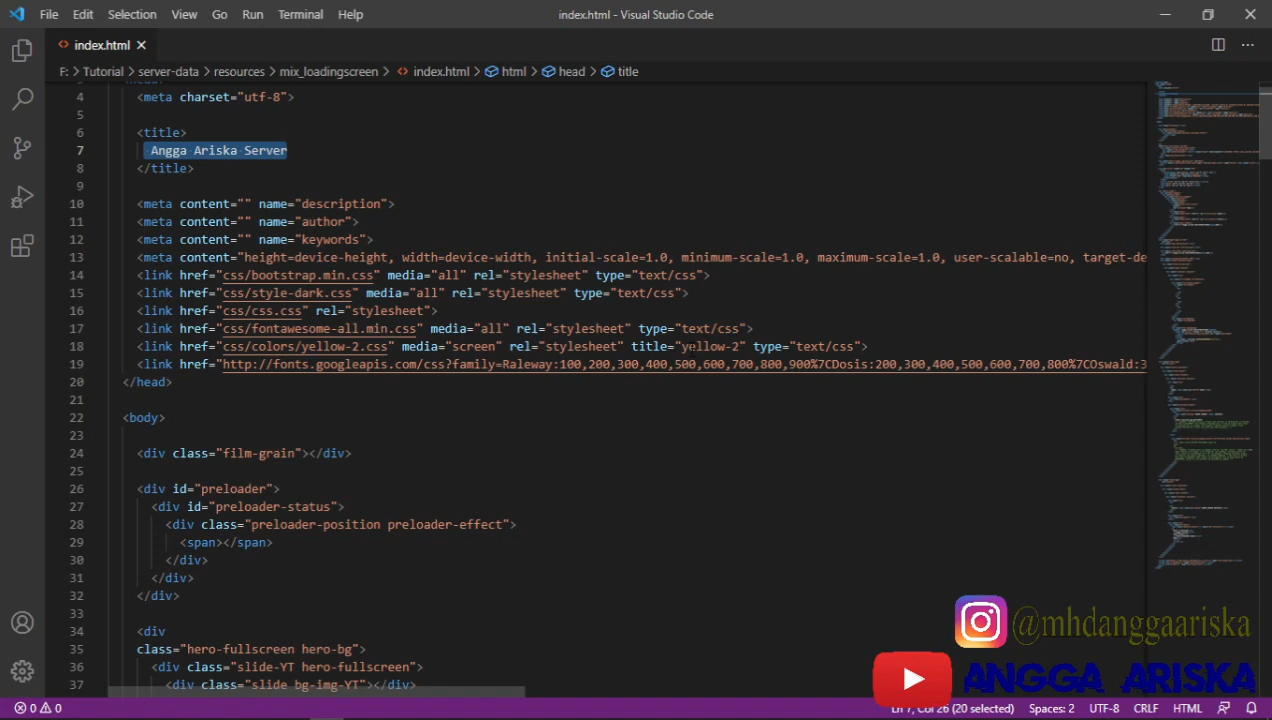 File Edit Selection View Go Run Terminal Help index.html - Visual Studio Code
index.html
F: › Tutorial › server-data › resources › mix_loadingscreen › index.html › html › head › title
4 <meta charset="utf-8">
5
6 <title>
7 Angga Ariska Server
8 </title>
9
10 <meta content="" name="description">
11 <meta content="" name="author">
12 <meta content="" name="keywords">
13 <meta content="height=device-height, width=device-width, initial-scale=1.0, minimum-scale=1.0, maximum-scale=1.0, user-scalable=no, target-de
14 <link href="css/bootstrap.min.css" media="all" rel="stylesheet" type="text/css">
15 <link href="css/style-dark.css" media="all" rel="stylesheet" type="text/css">
16 <link href="css/css.css" rel="stylesheet">
17 <link href="css/fontawesome-all.min.css" media="all" rel="stylesheet" type="text/css">
18 <link href="css/colors/yellow-2.css" media="screen" rel="stylesheet" title="yellow-2" type="text/css">
19 <link href="http://fonts.googleapis.com/css?family=Raleway:100,200,300,400,500,600,700,800,900%7CDosis:200,300,400,500,600,700,800%7COswald:3
20 </head>
21
22 <body>
23
24 <div class="film-grain"></div>
25
26 <div id="preloader">
27 <div id="preloader-status">
28 <div class="preloader-position preloader-effect">
29 <span></span>
30 </div>
31 </div>
32 </div>
33
34 <div
35 class="hero-fullscreen hero-bg">
36 <div class="slide-YT hero-fullscreen">
37 <div class="slide bg-img-YT"></div>
@mhdanggaariska
ANGGA ARISKA
0 0 Ln 7, Col 26 (20 selected) Spaces: 2 UTF-8 CRLF HTML